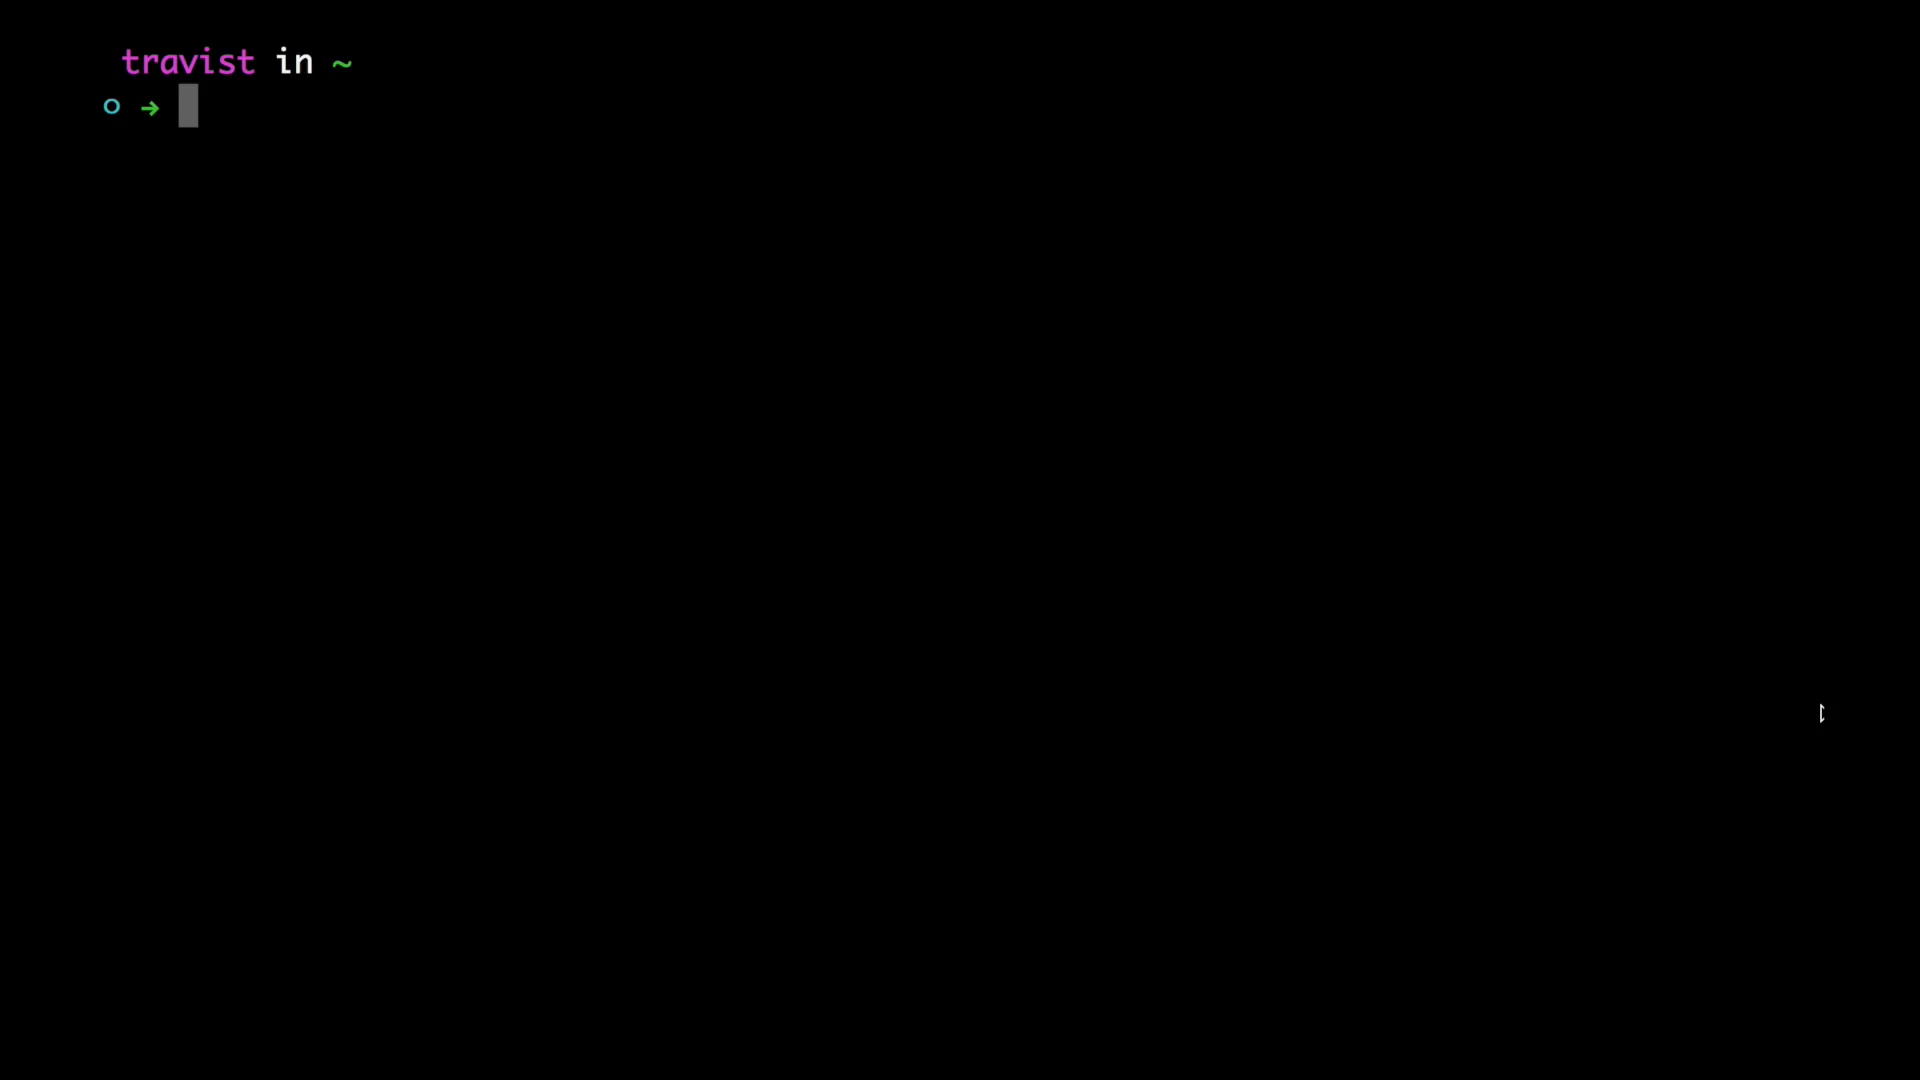 travist in ~
○ →